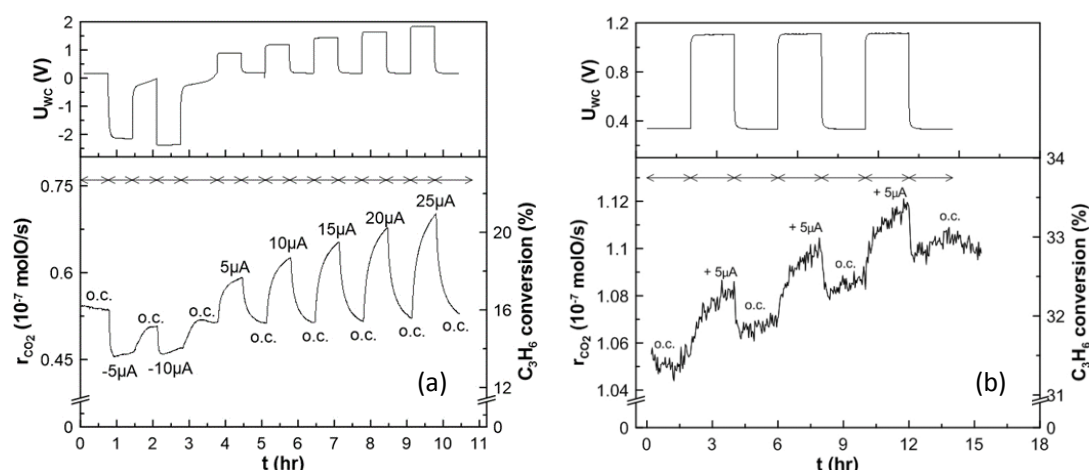 2
1
0
-1
-2
U_WC (V)
0.75
0.6
0.45
0
r_CO2 (10^-7 molO/s)
o.c.
-5μA
o.c.
-10μA
o.c.
5μA
o.c.
10μA
o.c.
15μA
o.c.
20μA
o.c.
25μA
o.c.
(a)
20
16
12
0
C3H6 conversion (%)
0 1 2 3 4 5 6 7 8 9 10 11
t (hr)
1.2
0.8
0.4
U_WC (V)
1.12
1.10
1.08
1.06
1.04
0
r_CO2 (10^-7 molO/s)
o.c.
+ 5μA
o.c.
+ 5μA
o.c.
+ 5μA
o.c.
(b)
34
33
32
31
0
C3H6 conversion (%)
0 3 6 9 12 15 18
t (hr)